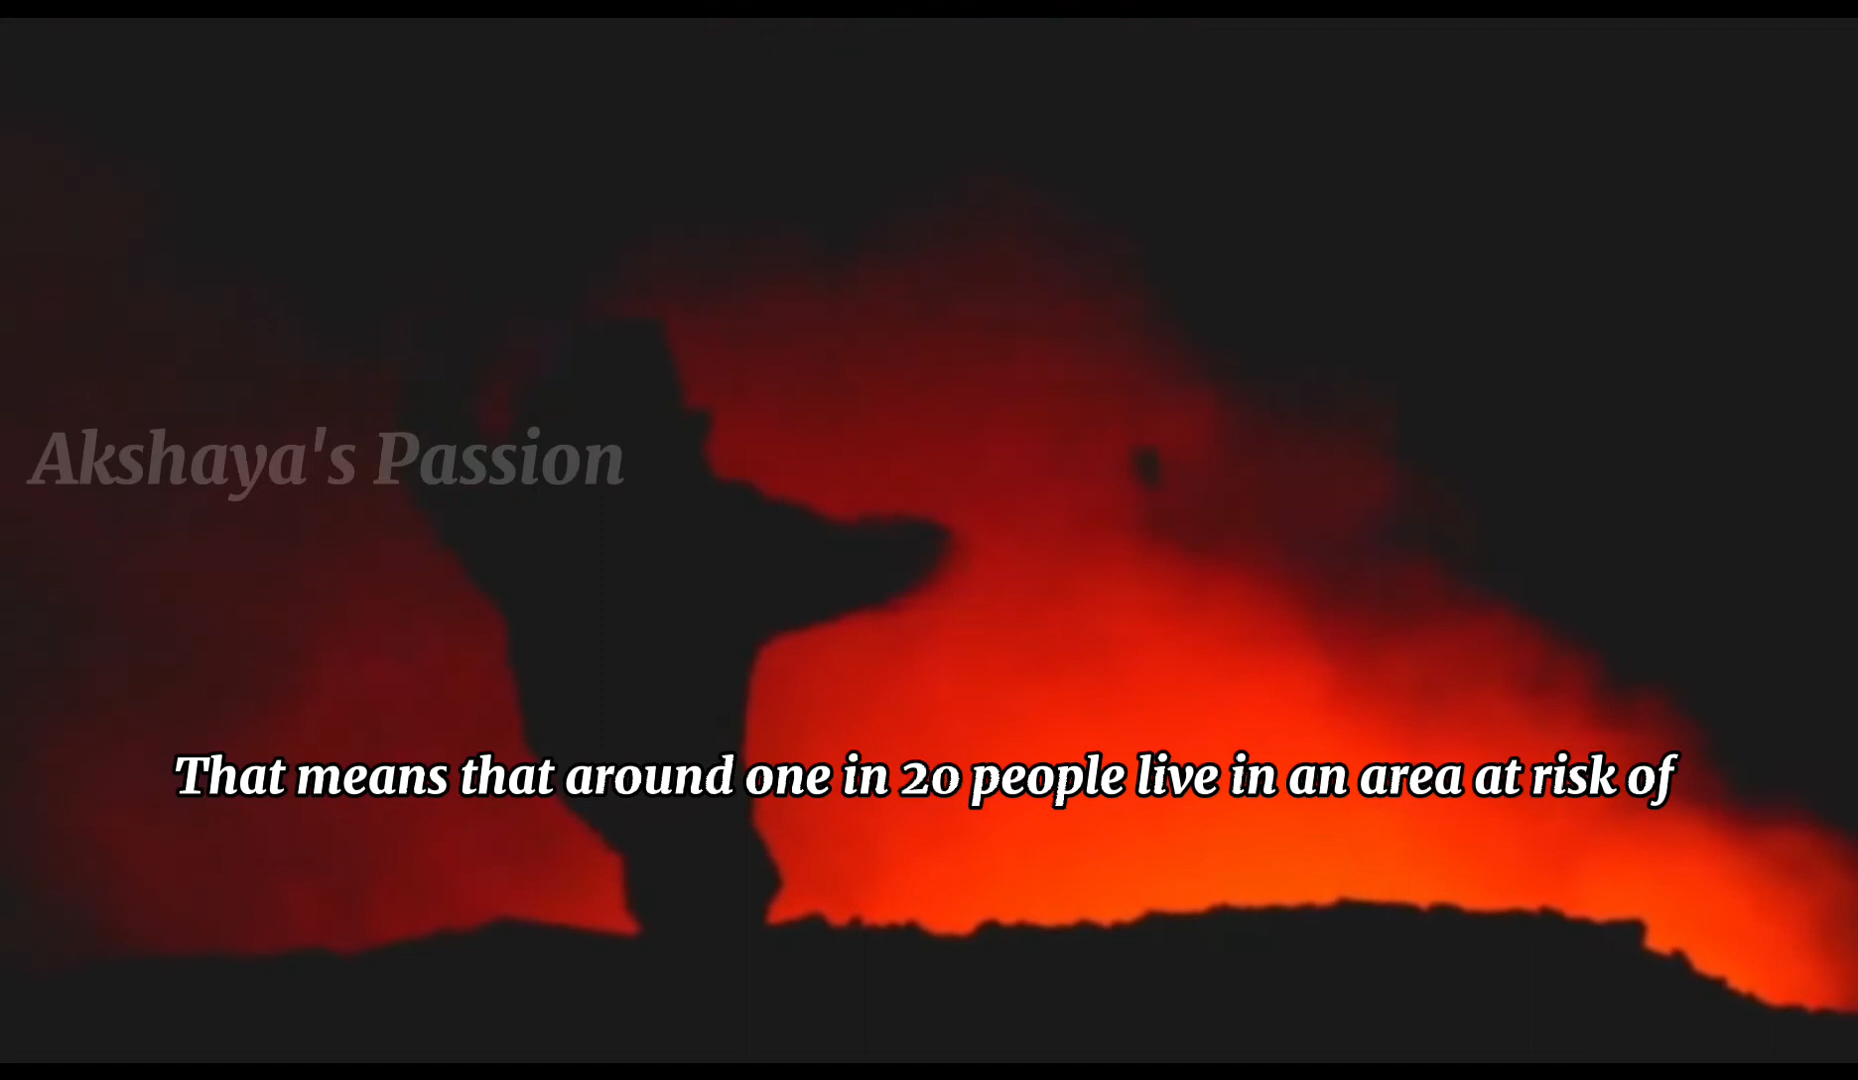 Akshaya's Passion
That means that around one in 20 people live in an area at risk of